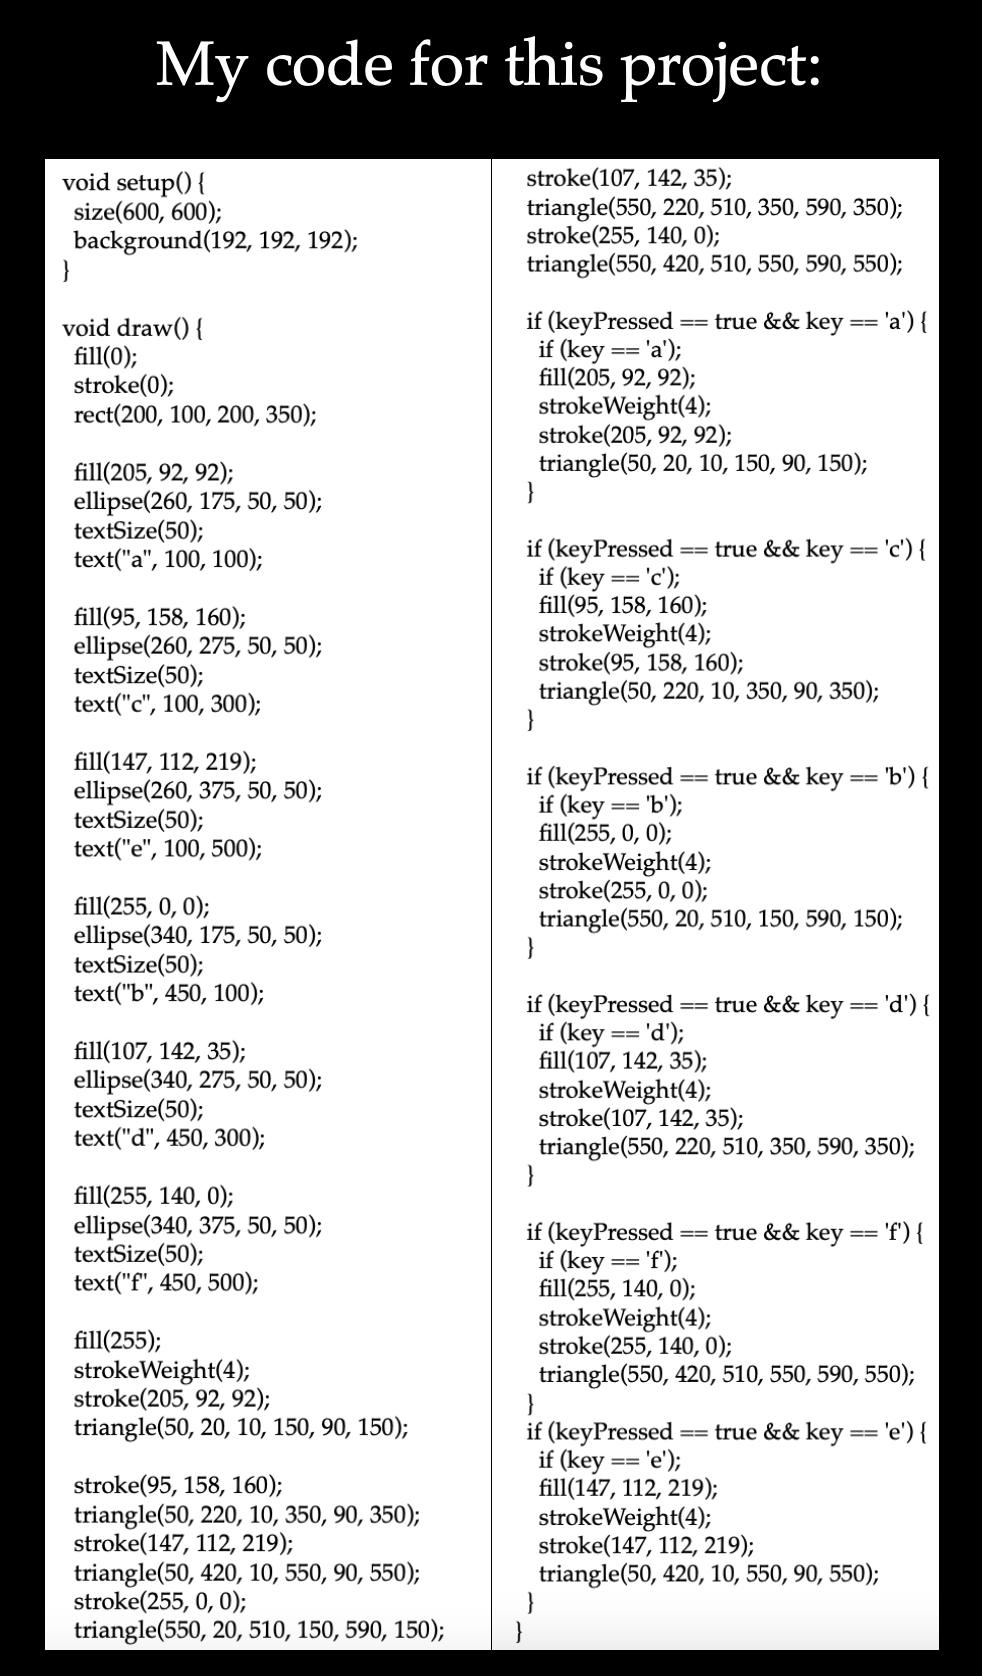 My code for this project:
void setup() {
size(600, 600);
background(192, 192, 192);
}
void draw() {
fill(0);
stroke(0);
rect(200, 100, 200, 350);
fill(205, 92, 92);
ellipse(260, 175, 50, 50);
textSize(50);
text("a", 100, 100);
fill(95, 158, 160);
ellipse(260, 275, 50, 50);
textSize(50);
text("c", 100, 300);
fill(147, 112, 219);
ellipse(260, 375, 50, 50);
textSize(50);
text("e", 100, 500);
fill(255, 0, 0);
ellipse(340, 175, 50, 50);
textSize(50);
text("b", 450, 100);
fill(107, 142, 35);
ellipse(340, 275, 50, 50);
textSize(50);
text("d", 450, 300);
fill(255, 140, 0);
ellipse(340, 375, 50, 50);
textSize(50);
text("f", 450, 500);
fill(255);
strokeWeight(4);
stroke(205, 92, 92);
triangle(50, 20, 10, 150, 90, 150);
stroke(95, 158, 160);
triangle(50, 220, 10, 350, 90, 350);
stroke(147, 112, 219);
triangle(50, 420, 10, 550, 90, 550);
stroke(255, 0, 0);
triangle(550, 20, 510, 150, 590, 150);
stroke(107, 142, 35);
triangle(550, 220, 510, 350, 590, 350);
stroke(255, 140, 0);
triangle(550, 420, 510, 550, 590, 550);
if (keyPressed == true && key == 'a') {
if (key == 'a');
fill(205, 92, 92);
strokeWeight(4);
stroke(205, 92, 92);
triangle(50, 20, 10, 150, 90, 150);
}
if (keyPressed == true && key == 'c') {
if (key == 'c');
fill(95, 158, 160);
strokeWeight(4);
stroke(95, 158, 160);
triangle(50, 220, 10, 350, 90, 350);
}
if (keyPressed == true && key == 'b') {
if (key == 'b');
fill(255, 0, 0);
strokeWeight(4);
stroke(255, 0, 0);
triangle(550, 20, 510, 150, 590, 150);
}
if (keyPressed == true && key == 'd') {
if (key == 'd');
fill(107, 142, 35);
strokeWeight(4);
stroke(107, 142, 35);
triangle(550, 220, 510, 350, 590, 350);
}
if (keyPressed == true && key == 'f') {
if (key == 'f');
fill(255, 140, 0);
strokeWeight(4);
stroke(255, 140, 0);
triangle(550, 420, 510, 550, 590, 550);
}
if (keyPressed == true && key == 'e') {
if (key == 'e');
fill(147, 112, 219);
strokeWeight(4);
stroke(147, 112, 219);
triangle(50, 420, 10, 550, 90, 550);
}
}